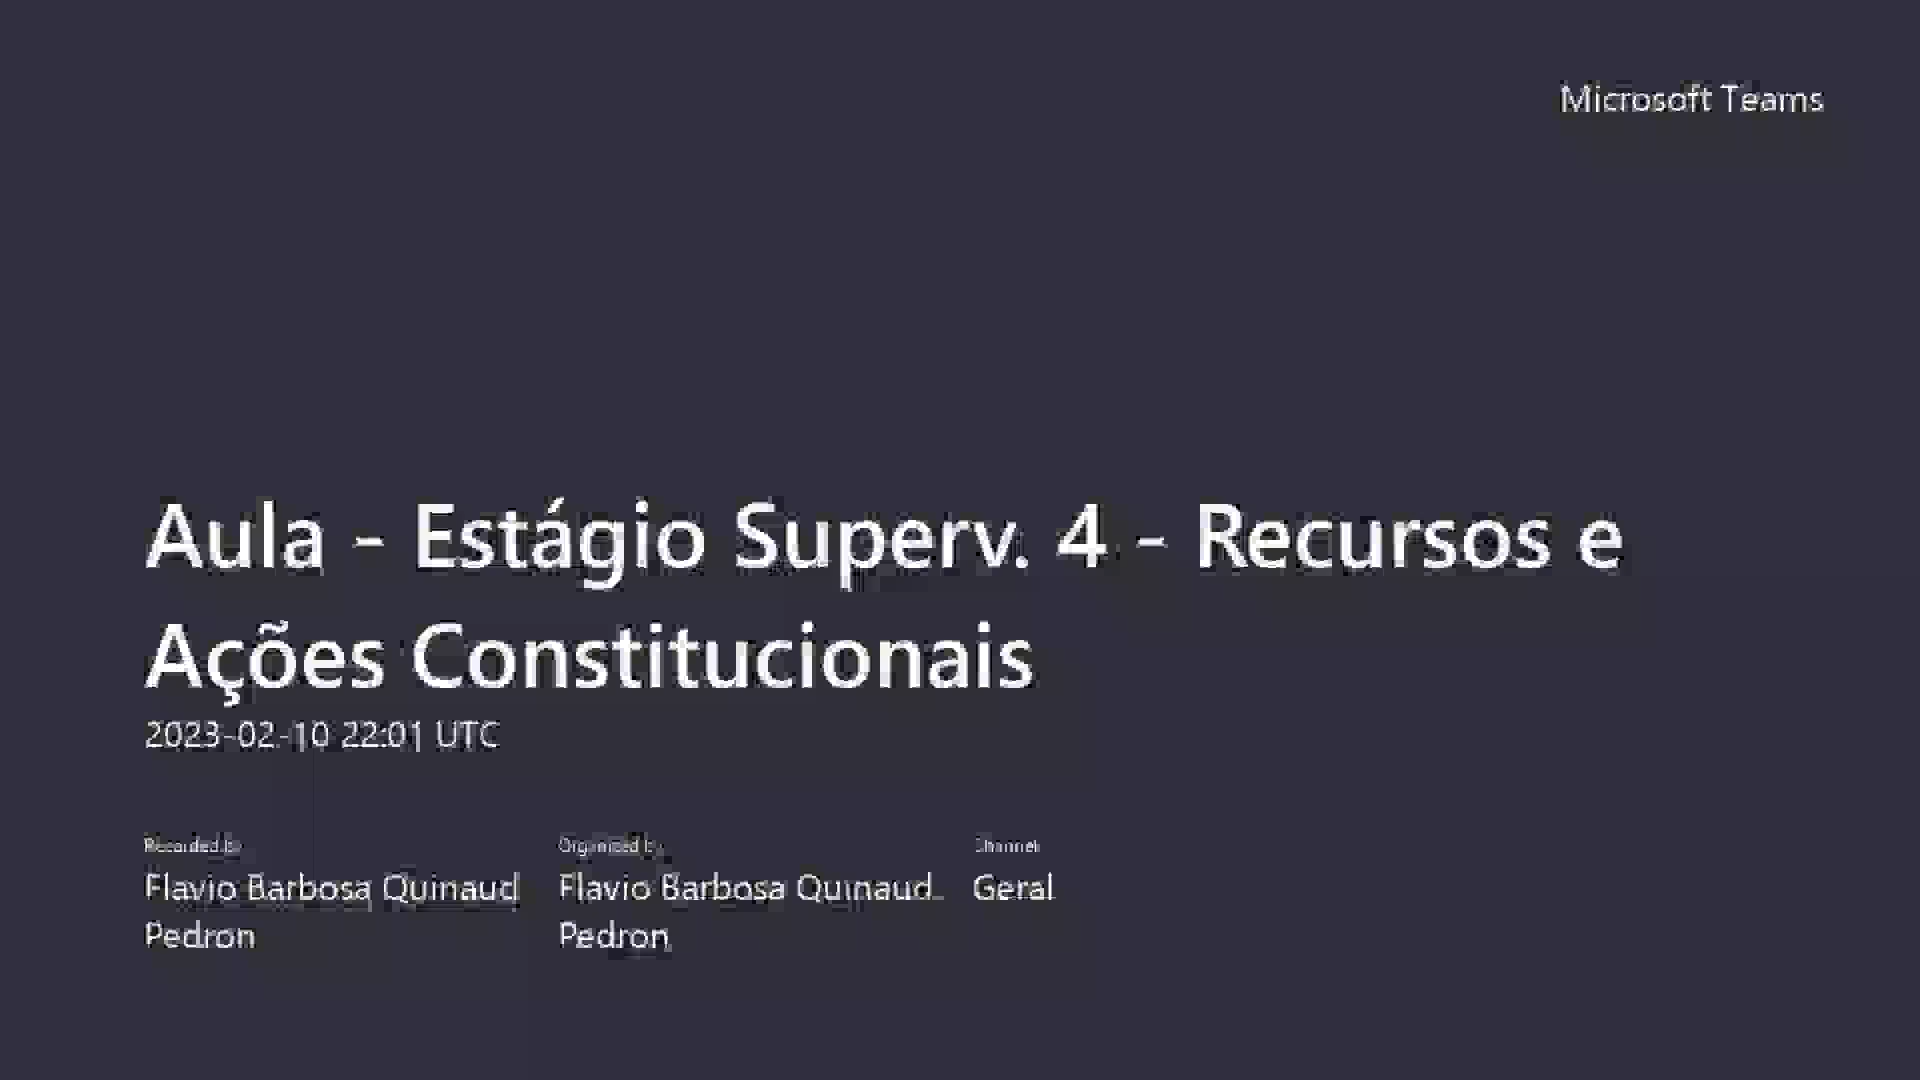 Microsoft Teams
Aula - Estágio Superv. 4 - Recursos e
Ações Constitucionais
2023-02-10 22:01 UTC
Recorded by
Organized by
Channel
Flavio Barbosa Quinaud
Flavio Barbosa Quinaud
Geral
Pedron
Pedron